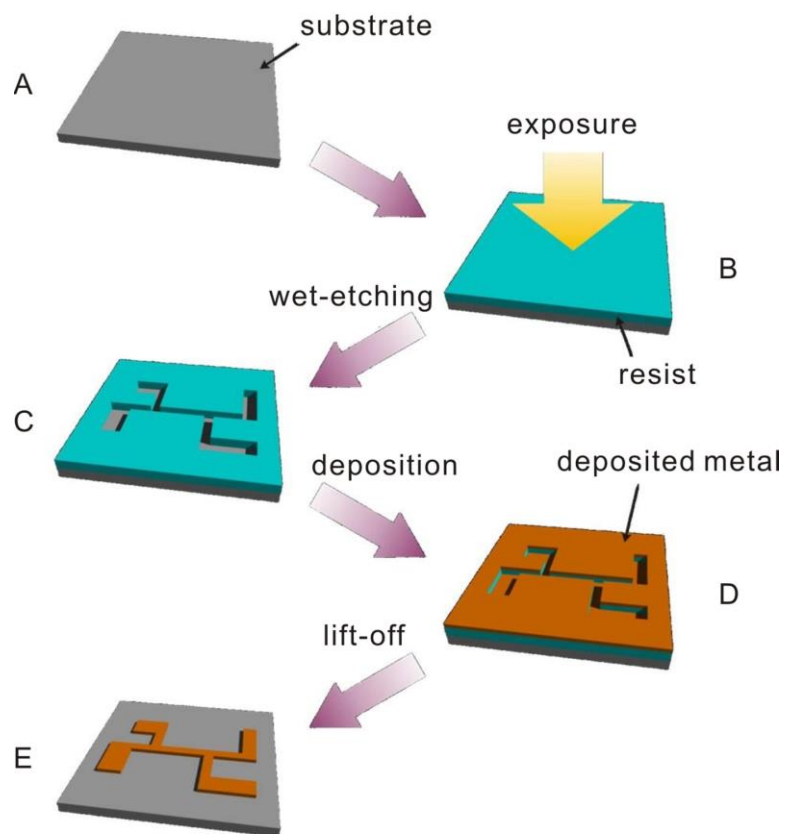 substrate
A
exposure
B
wet-etching
resist
C
deposition
deposited metal
D
lift-off
E